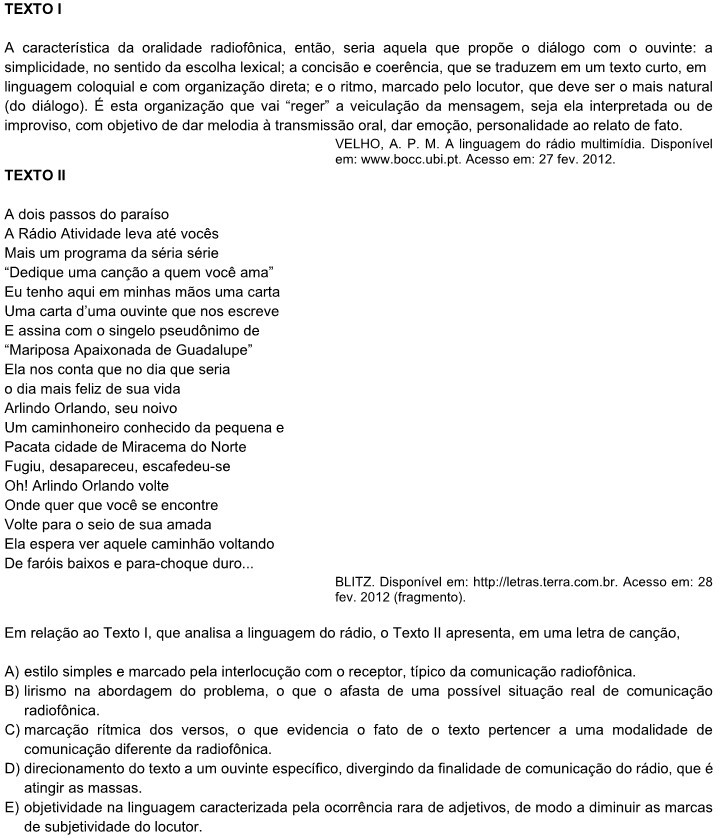 TEXTO I
A característica da oralidade radiofônica, então, seria aquela que propõe o diálogo com o ouvinte: a
simplicidade, no sentido da escolha lexical; a concisão e coerência, que se traduzem em um texto curto, em
linguagem coloquial e com organização direta; e o ritmo, marcado pelo locutor, que deve ser o mais natural
(do diálogo). É esta organização que vai “reger” a veiculação da mensagem, seja ela interpretada ou de
improviso, com objetivo de dar melodia à transmissão oral, dar emoção, personalidade ao relato de fato.
VELHO, A. P. M. A linguagem do rádio multimídia. Disponível
em: www.bocc.ubi.pt. Acesso em: 27 fev. 2012.
TEXTO II
A dois passos do paraíso
A Rádio Atividade leva até vocês
Mais um programa da séria série
“Dedique uma canção a quem você ama”
Eu tenho aqui em minhas mãos uma carta
Uma carta d’uma ouvinte que nos escreve
E assina com o singelo pseudônimo de
“Mariposa Apaixonada de Guadalupe”
Ela nos conta que no dia que seria
o dia mais feliz de sua vida
Arlindo Orlando, seu noivo
Um caminhoneiro conhecido da pequena e
Pacata cidade de Miracema do Norte
Fugiu, desapareceu, escafedeu-se
Oh! Arlindo Orlando volte
Onde quer que você se encontre
Volte para o seio de sua amada
Ela espera ver aquele caminhão voltando
De faróis baixos e para-choque duro...
BLITZ. Disponível em: http://letras.terra.com.br. Acesso em: 28
fev. 2012 (fragmento).
Em relação ao Texto I, que analisa a linguagem do rádio, o Texto II apresenta, em uma letra de canção,
A) estilo simples e marcado pela interlocução com o receptor, típico da comunicação radiofônica.
B) lirismo na abordagem do problema, o que o afasta de uma possível situação real de comunicação
radiofônica.
C) marcação rítmica dos versos, o que evidencia o fato de o texto pertencer a uma modalidade de
comunicação diferente da radiofônica.
D) direcionamento do texto a um ouvinte específico, divergindo da finalidade de comunicação do rádio, que é
atingir as massas.
E) objetividade na linguagem caracterizada pela ocorrência rara de adjetivos, de modo a diminuir as marcas
de subjetividade do locutor.